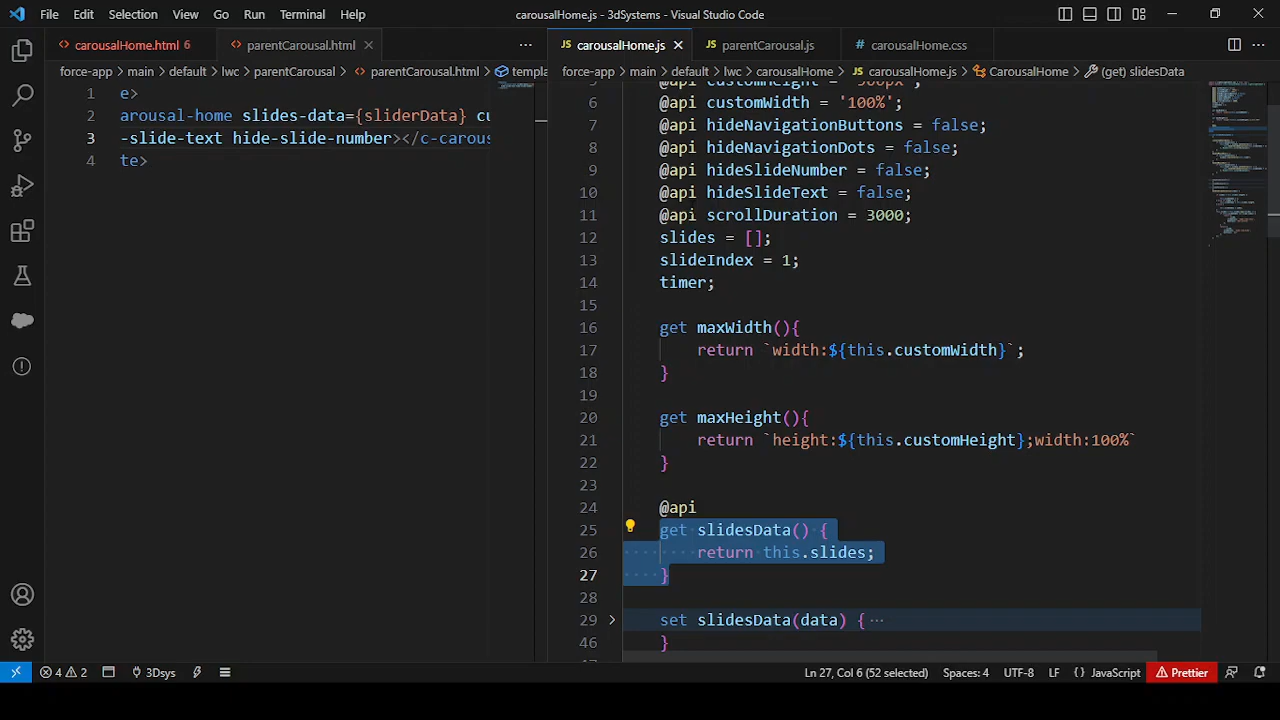 File Edit Selection View Go Run Terminal Help carousalHome.js - 3dSystems - Visual Studio Code
carousalHome.html 6 parentCarousal.html
force-app > main > default > lwc > parentCarousal > parentCarousal.html > templa
1 e>
2 arousal-home slides-data={sliderData} cu
3 -slide-text hide-slide-number></c-carous
4 te>
carousalHome.js parentCarousal.js carousalHome.css
force-app > main > default > lwc > carousalHome > carousalHome.js > CarousalHome > (get) slidesData
6 @api customWidth = '100%';
7 @api hideNavigationButtons = false;
8 @api hideNavigationDots = false;
9 @api hideSlideNumber = false;
10 @api hideSlideText = false;
11 @api scrollDuration = 3000;
12 slides = [];
13 slideIndex = 1;
14 timer;
15
16 get maxWidth(){
17 return `width:${this.customWidth}`;
18 }
19
20 get maxHeight(){
21 return `height:${this.customHeight};width:100%`
22 }
23
24 @api
25 get slidesData() {
26 return this.slides;
27 }
28
29 set slidesData(data) { ···
46 }
4 2 3Dsys Ln 27, Col 6 (52 selected) Spaces: 4 UTF-8 LF {} JavaScript Prettier